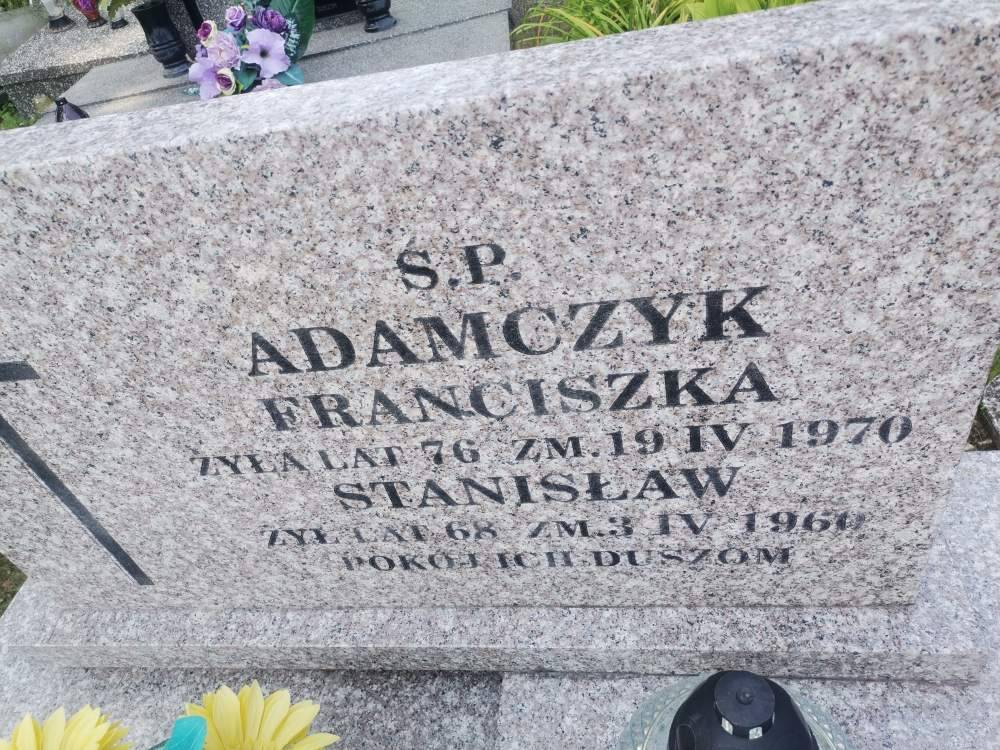 Ś.P.
ADAMCZYK
FRANCISZKA
ŻYŁA LAT 76 ZM. 19 IV 1970
STANISŁAW
ŻYŁ LAT 68 ZM. 3 IV 1960
POKÓJ ICH DUSZOM